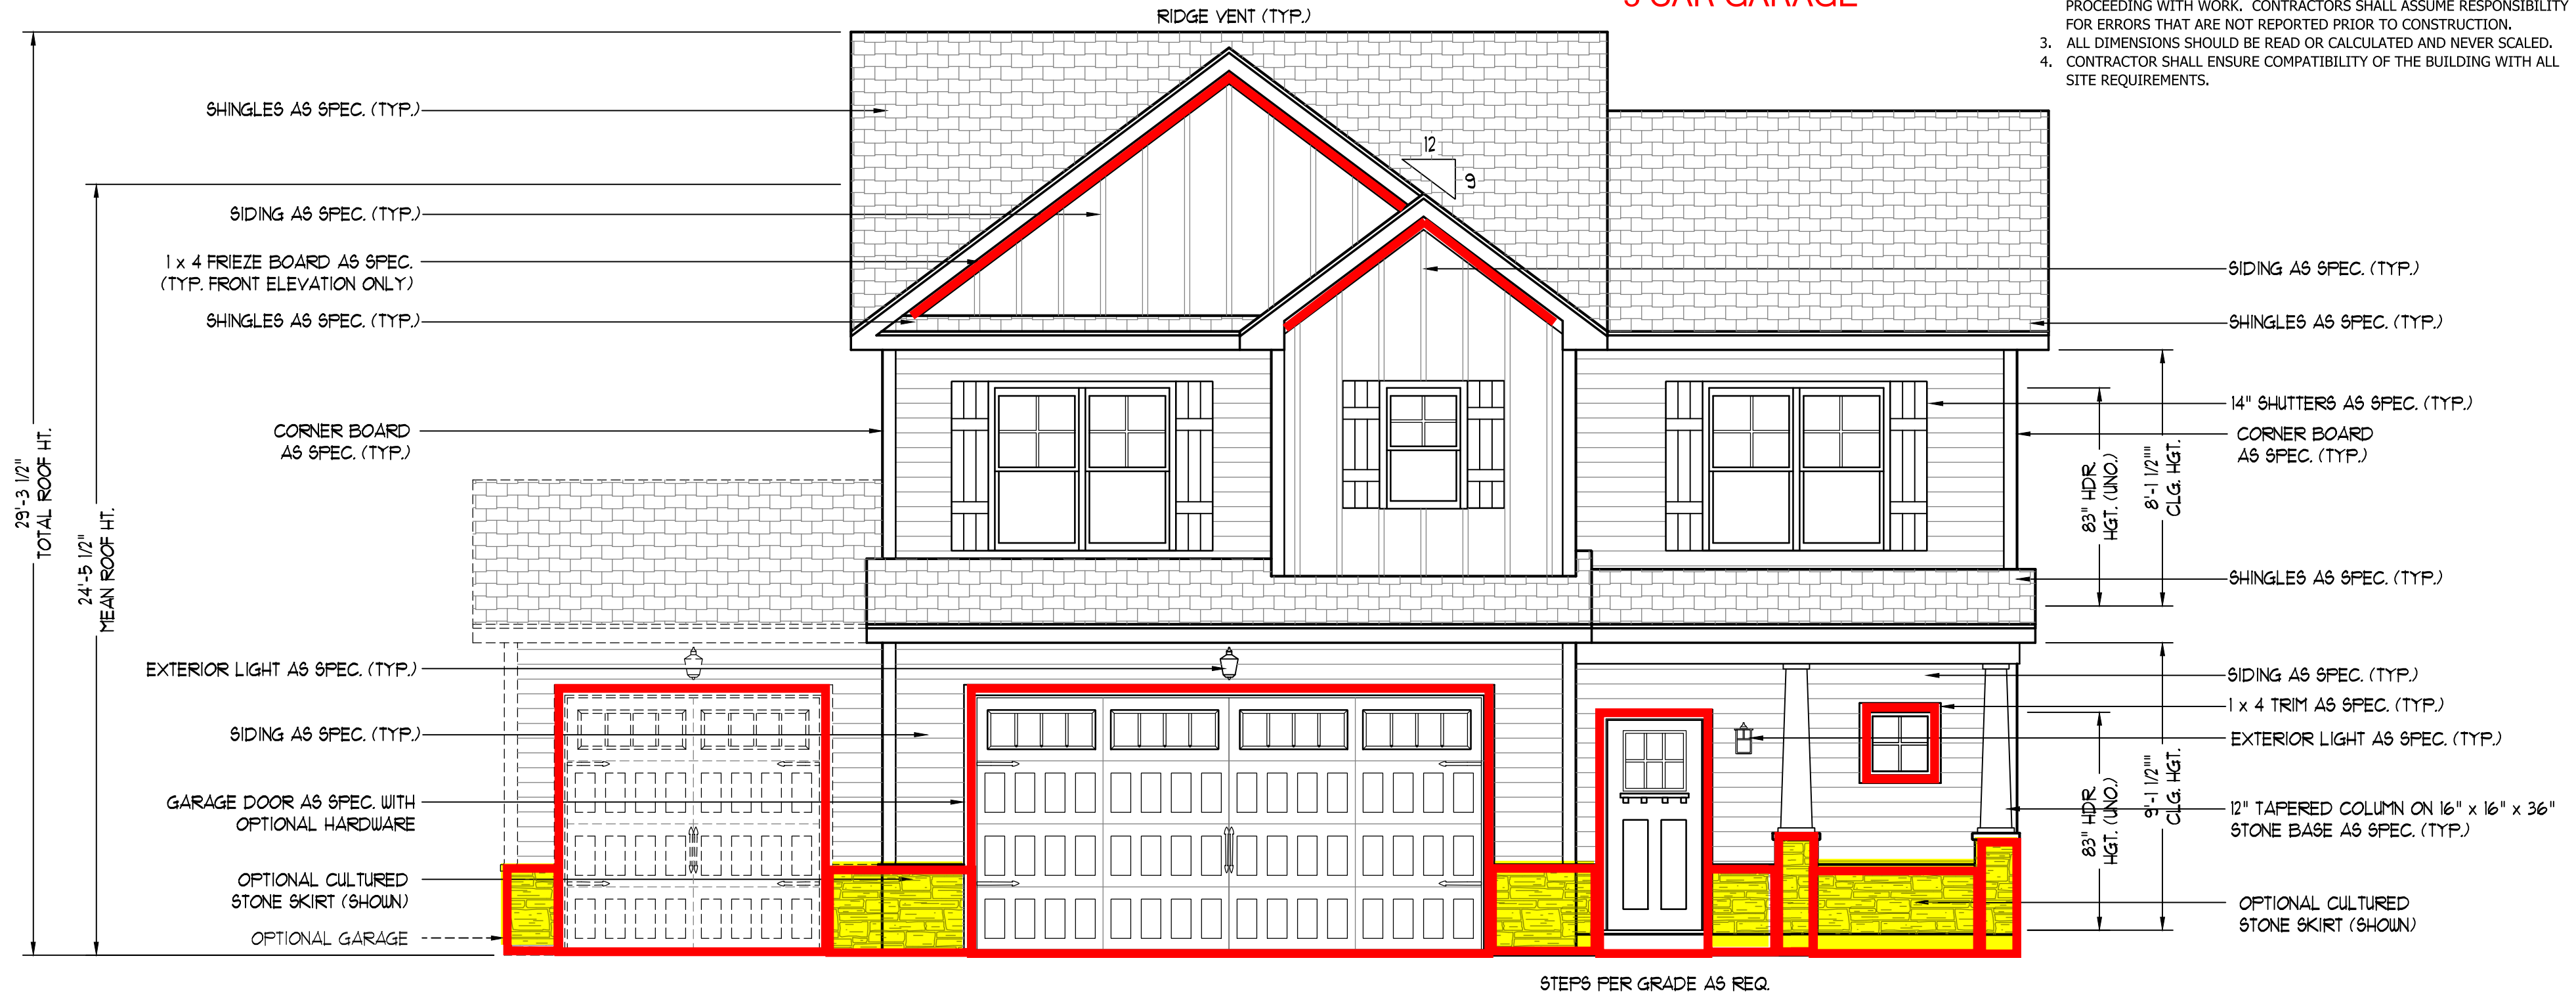 3 CAR GARAGE
PROCEEDING WITH WORK. CONTRACTORS SHALL ASSUME RESPONSIBILITY
FOR ERRORS THAT ARE NOT REPORTED PRIOR TO CONSTRUCTION.
3. ALL DIMENSIONS SHOULD BE READ OR CALCULATED AND NEVER SCALED.
4. CONTRACTOR SHALL ENSURE COMPATIBILITY OF THE BUILDING WITH ALL
SITE REQUIREMENTS.
RIDGE VENT (TYP.)
SHINGLES AS SPEC. (TYP.)
SIDING AS SPEC. (TYP.)
1 x 4 FRIEZE BOARD AS SPEC.
(TYP. FRONT ELEVATION ONLY)
SHINGLES AS SPEC. (TYP.)
CORNER BOARD
AS SPEC. (TYP.)
29'-3 1/2"
TOTAL ROOF HT.
24'-5 1/2"
MEAN ROOF HT.
EXTERIOR LIGHT AS SPEC. (TYP.)
SIDING AS SPEC. (TYP.)
GARAGE DOOR AS SPEC. WITH
OPTIONAL HARDWARE
OPTIONAL CULTURED
STONE SKIRT (SHOWN)
OPTIONAL GARAGE
12
9
SIDING AS SPEC. (TYP.)
SHINGLES AS SPEC. (TYP.)
14" SHUTTERS AS SPEC. (TYP.)
CORNER BOARD
AS SPEC. (TYP.)
83" HDR
HGT. (UNO.)
8'-1 1/2""
CLG. HGT.
SHINGLES AS SPEC. (TYP.)
SIDING AS SPEC. (TYP.)
1 x 4 TRIM AS SPEC. (TYP.)
EXTERIOR LIGHT AS SPEC. (TYP.)
83" HDR
HGT. (UNO.)
9'-1 1/2""
CLG. HGT.
12" TAPERED COLUMN ON 16" x 16" x 36"
STONE BASE AS SPEC. (TYP.)
OPTIONAL CULTURED
STONE SKIRT (SHOWN)
STEPS PER GRADE AS REQ.